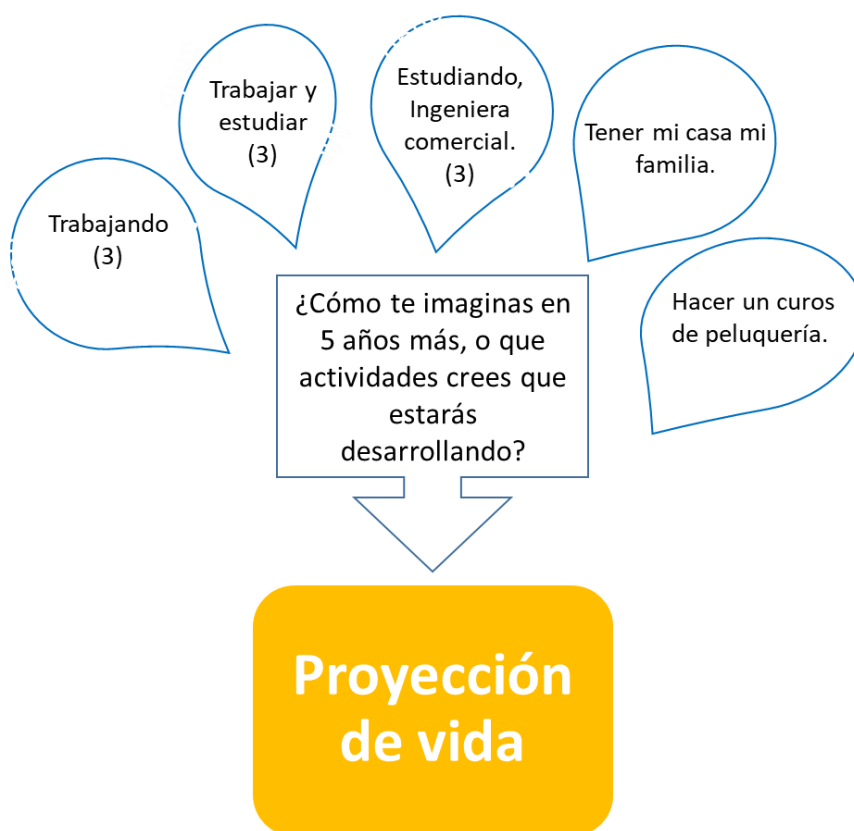 Trabajando
(3)
Trabajar y
estudiar
(3)
Estudiando,
Ingeniera
comercial.
(3)
Tener mi casa mi
familia.
Hacer un curos
de peluquería.
¿Cómo te imaginas en
5 años más, o que
actividades crees que
estarás
desarrollando?
Proyección
de vida